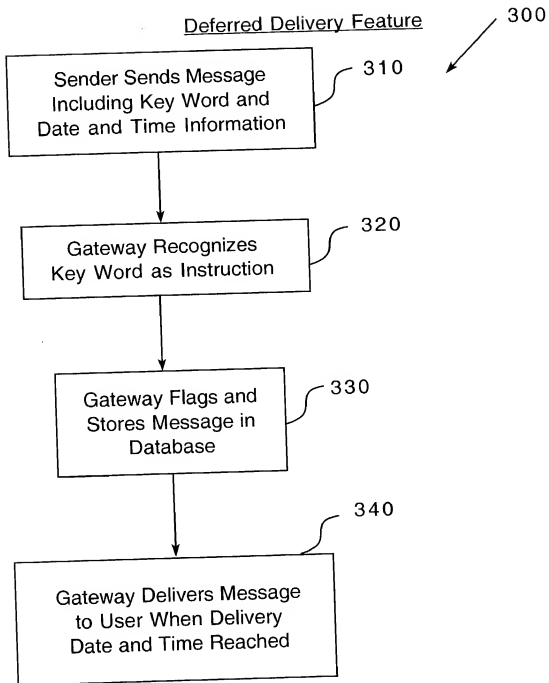 Deferred Delivery Feature
300
Sender Sends Message
Including Key Word and
Date and Time Information
310
Gateway Recognizes
Key Word as Instruction
320
Gateway Flags and
Stores Message in
Database
330
Gateway Delivers Message
to User When Delivery
Date and Time Reached
340